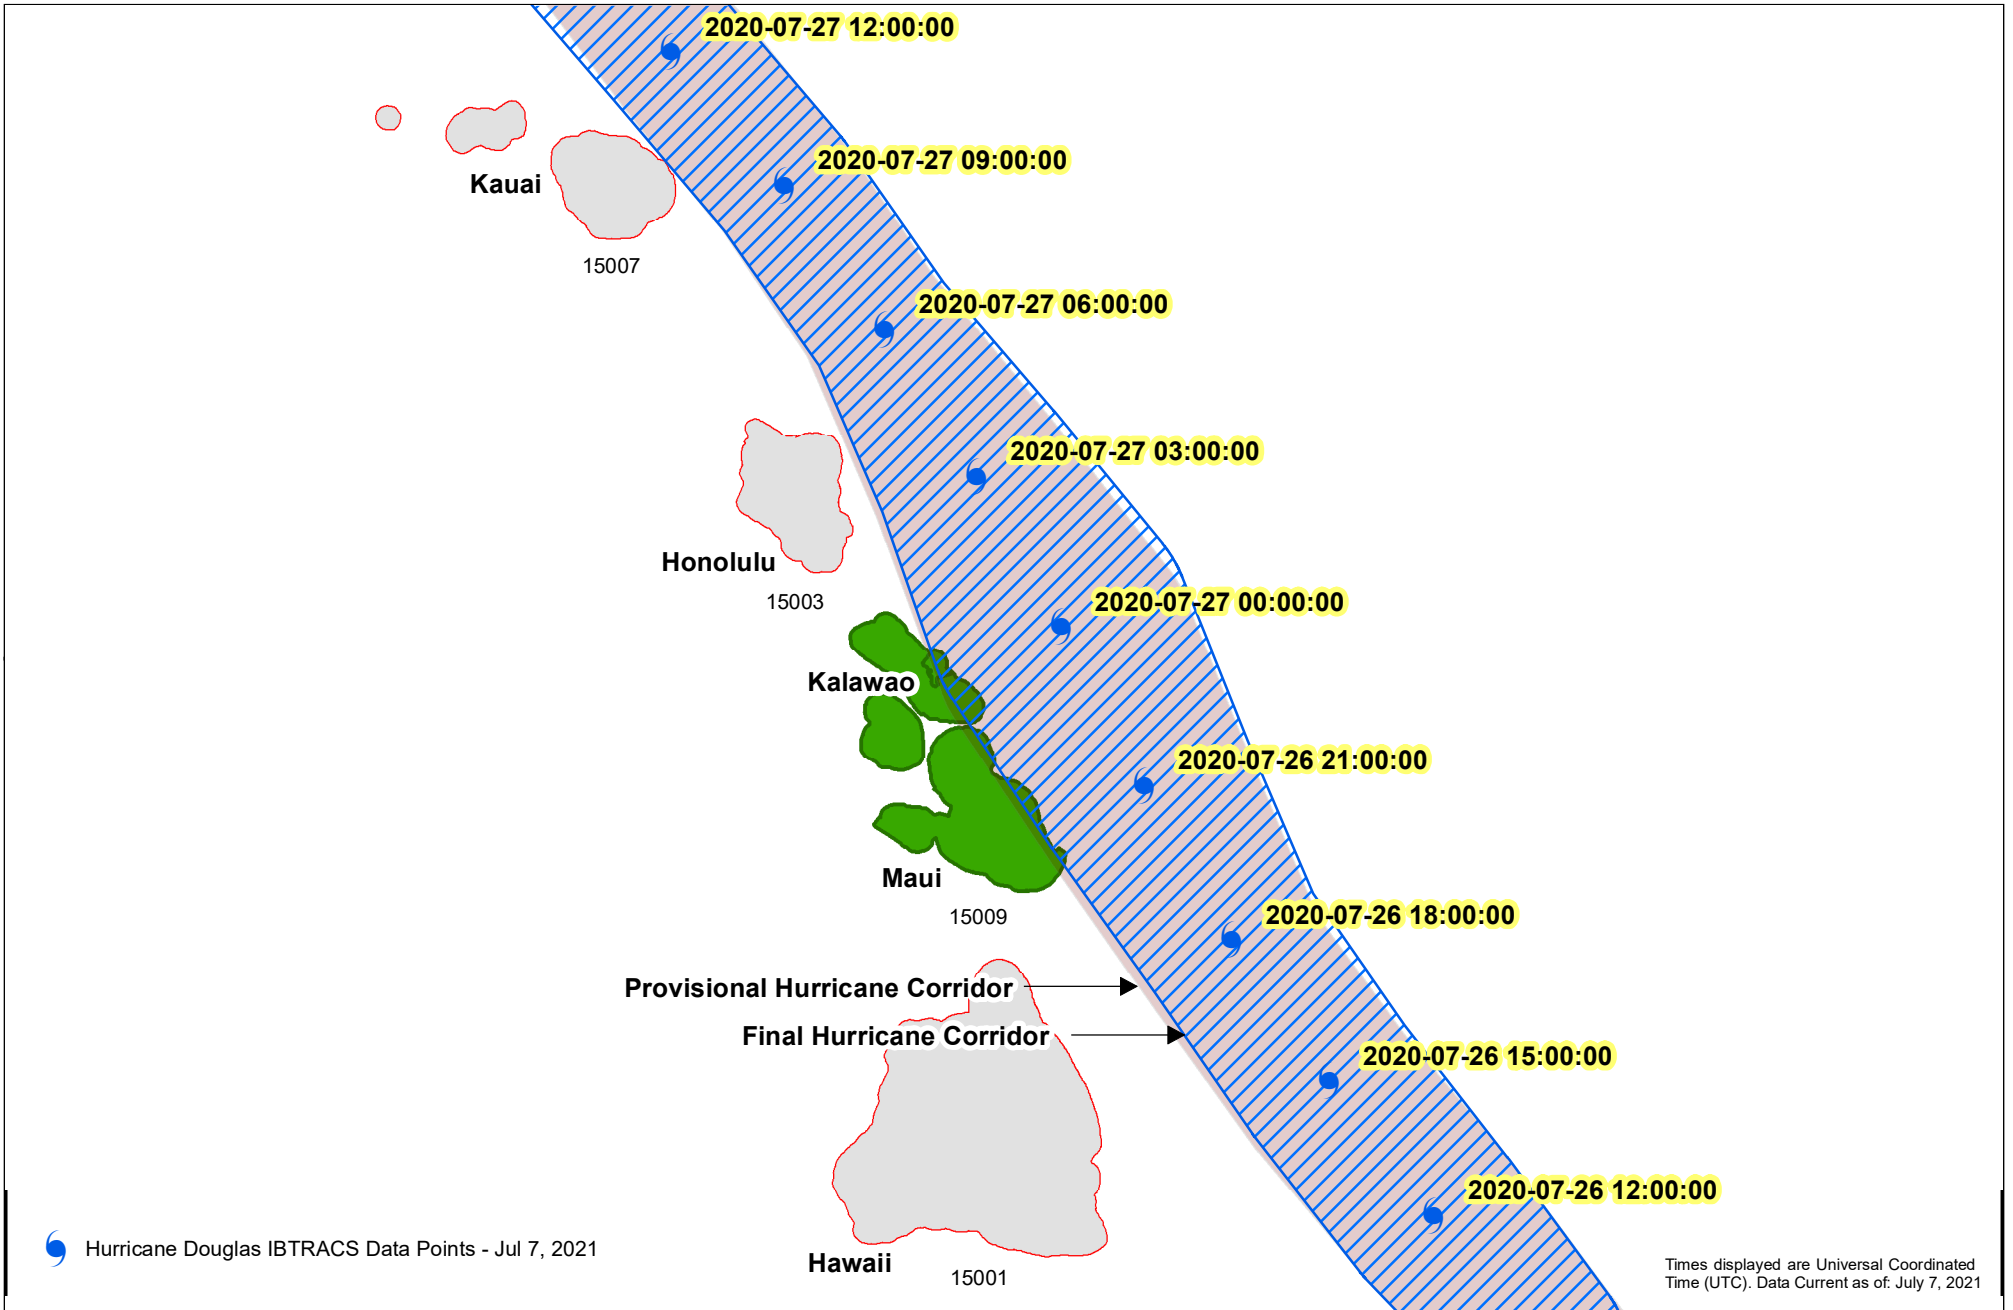 2020-07-27 12:00:00
2020-07-27 09:00:00
Kauai
15007
2020-07-27 06:00:00
2020-07-27 03:00:00
Honolulu
15003
2020-07-27 00:00:00
Kalawao
2020-07-26 21:00:00
Maui
15009
2020-07-26 18:00:00
Provisional Hurricane Corridor
Final Hurricane Corridor
2020-07-26 15:00:00
2020-07-26 12:00:00
Hawaii
15001
Hurricane Douglas IBTRACS Data Points - Jul 7, 2021
Times displayed are Universal Coordinated
Time (UTC). Data Current as of: July 7, 2021